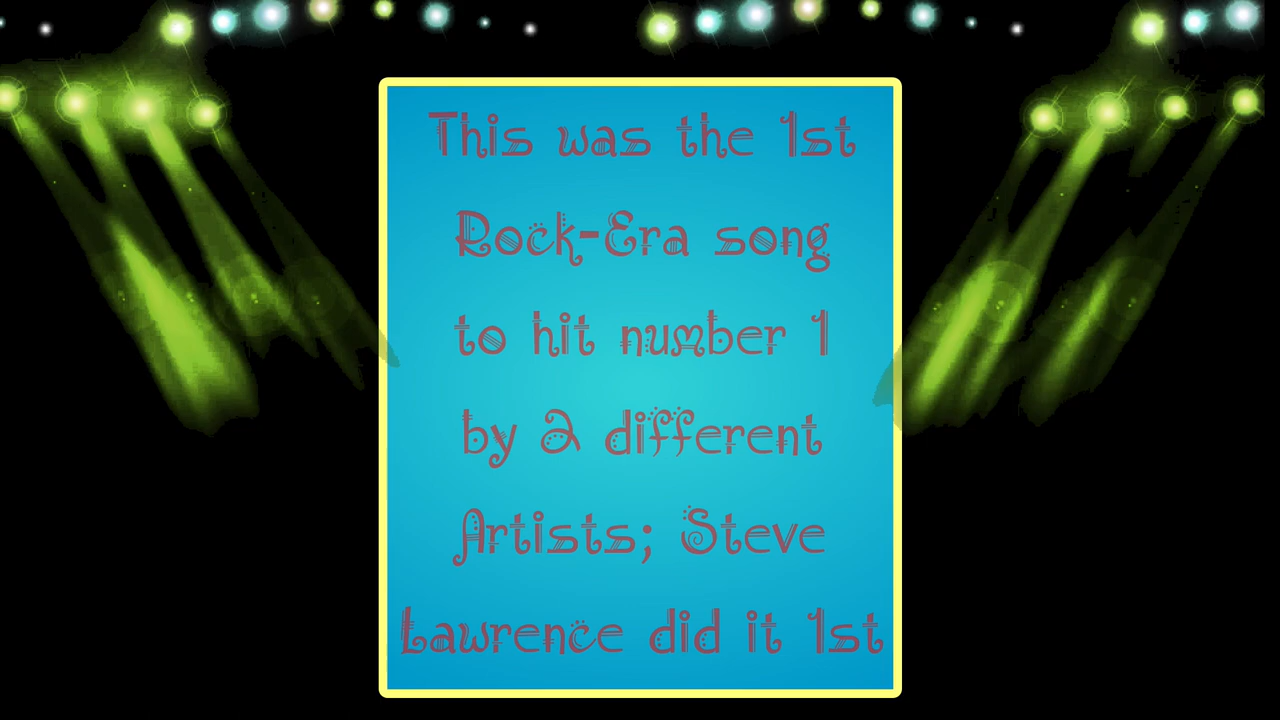 This was the 1st
Rock-Era song
to hit number 1
by 2 different
Artists; Steve
Lawrence did it 1st